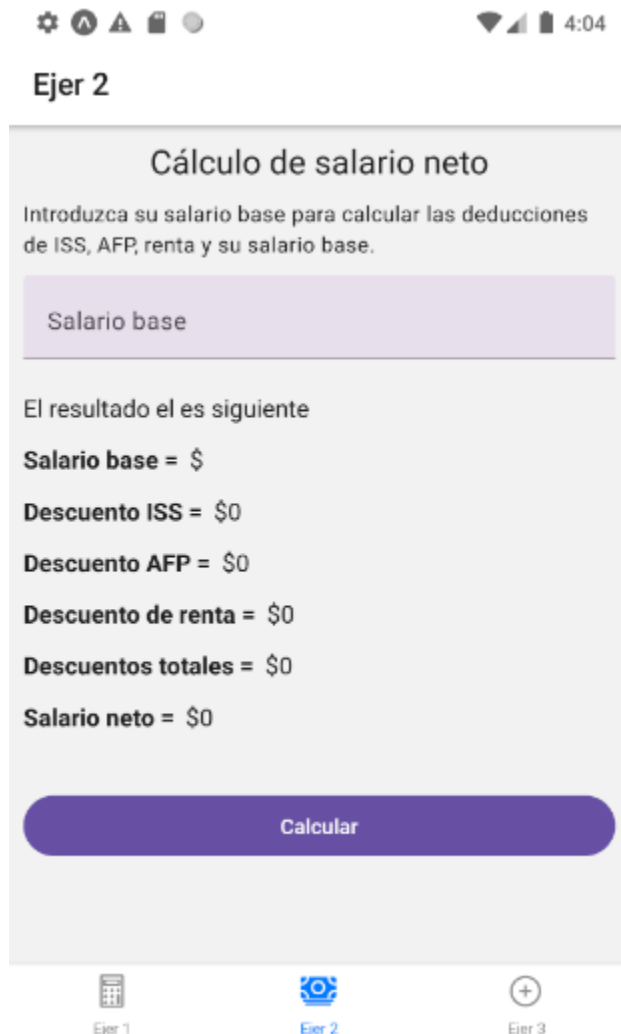 4:04
Ejer 2
Cálculo de salario neto
Introduzca su salario base para calcular las deducciones
de ISS, AFP, renta y su salario base.
Salario base
El resultado el es siguiente
Salario base = $
Descuento ISS = $0
Descuento AFP = $0
Descuento de renta = $0
Descuentos totales = $0
Salario neto = $0
Calcular
Ejer 1
Ejer 2
Ejer 3